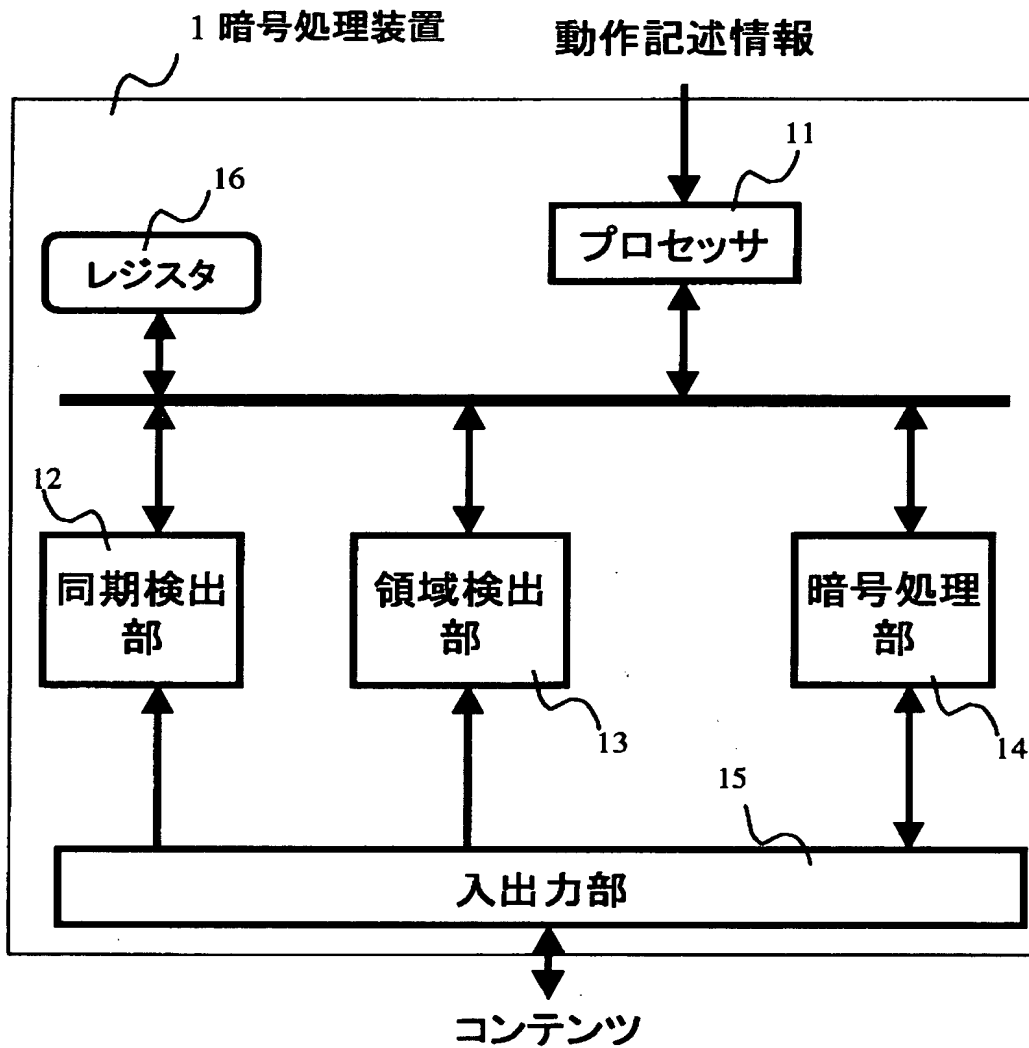 1 暗号処理装置
動作記述情報
11
16
プロセッサ
レジスタ
12
同期検出
部
領域検出
部
暗号処理
部
13
14
15
入出力部
コンテンツ